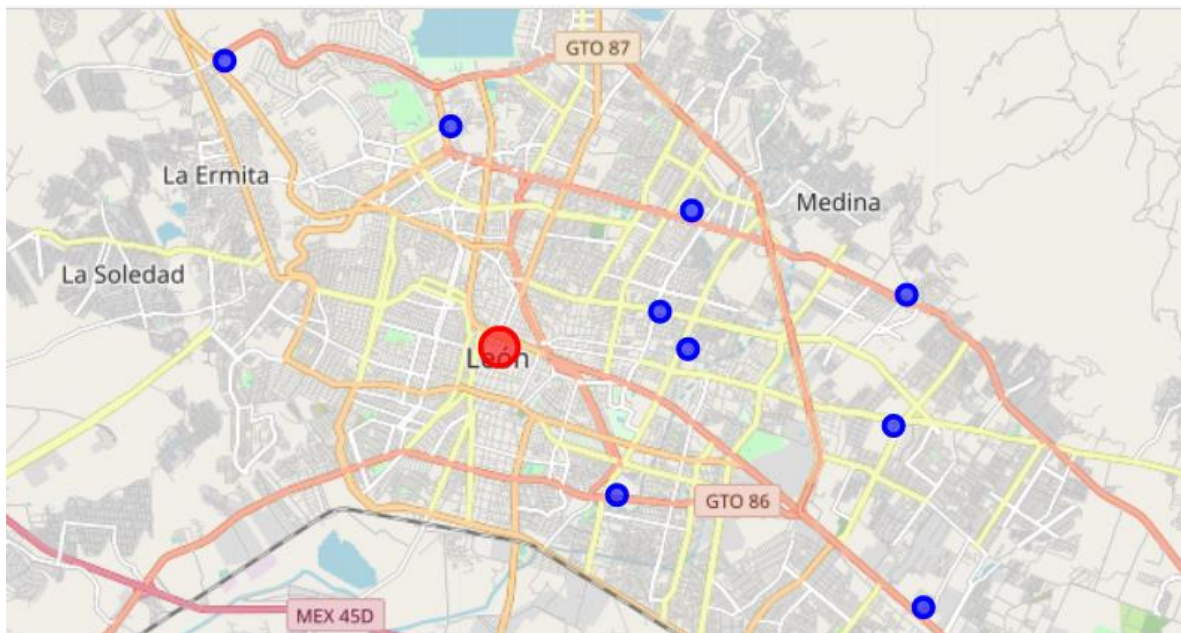 GTO 87
La Ermita
Medina
La Soledad
León
GTO 86
MEX 45D